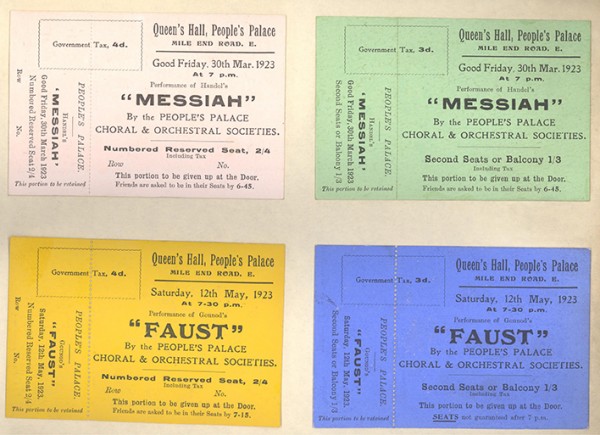 Government Tax, 4d.
Queen's Hall, People's Palace
MILE END ROAD, E.
Good Friday, 30th Mar. 1923
At 7 p.m.
Performance of Handel's
"MESSIAH"
By the PEOPLE'S PALACE
CHORAL & ORCHESTRAL SOCIETIES.
Numbered Reserved Seat, 2/4
Including Tax
Row No.
This portion to be given up at the Door.
Friends are asked to be in their Seats by 6-45.
PEOPLE'S PALACE.
HANDEL'S
'MESSIAH'
Good Friday, 30th March 1923
Numbered Reserved Seat 2/4
Row No.
This portion to be retained
Government Tax, 3d.
Queen's Hall, People's Palace
MILE END ROAD, E.
Good Friday, 30th Mar. 1923
At 7 p.m.
Performance of Handel's
"MESSIAH"
By the PEOPLE'S PALACE
CHORAL & ORCHESTRAL SOCIETIES.
Second Seats or Balcony 1/3
Including Tax
This portion to be given up at the Door.
Friends are asked to be in their Seats by 6-45.
PEOPLE'S PALACE.
HANDEL'S
'MESSIAH'
Good Friday, 30th March 1923
Second Seats or Balcony 1/3
This portion to be retained
Government Tax, 4d.
Queen's Hall, People's Palace
MILE END ROAD, E.
Saturday, 12th May, 1923
At 7-30 p.m.
Performance of Gounod's
"FAUST"
By the PEOPLE'S PALACE
CHORAL & ORCHESTRAL SOCIETIES.
Numbered Reserved Seat, 2/4
Including Tax
Row No.
This portion to be given up at the Door.
Friends are asked to be in their Seats by 7-15.
PEOPLE'S PALACE.
GOUNOD'S
"FAUST"
Saturday, 12th May, 1923.
Numbered Reserved Seat 2/4
Row No.
This portion to be retained
Government Tax, 3d.
Queen's Hall, People's Palace
MILE END ROAD, E.
Saturday, 12th May, 1923
At 7-30 p.m.
Performance of Gounod's
"FAUST"
By the PEOPLE'S PALACE
CHORAL & ORCHESTRAL SOCIETIES.
Second Seats or Balcony 1/3
Including Tax
This portion to be given up at the Door.
SEATS not guaranteed after 7 p.m.
PEOPLE'S PALACE.
GOUNOD'S
"FAUST"
Saturday, 12th May, 1923.
Second Seats or Balcony 1/3
This portion to be retained